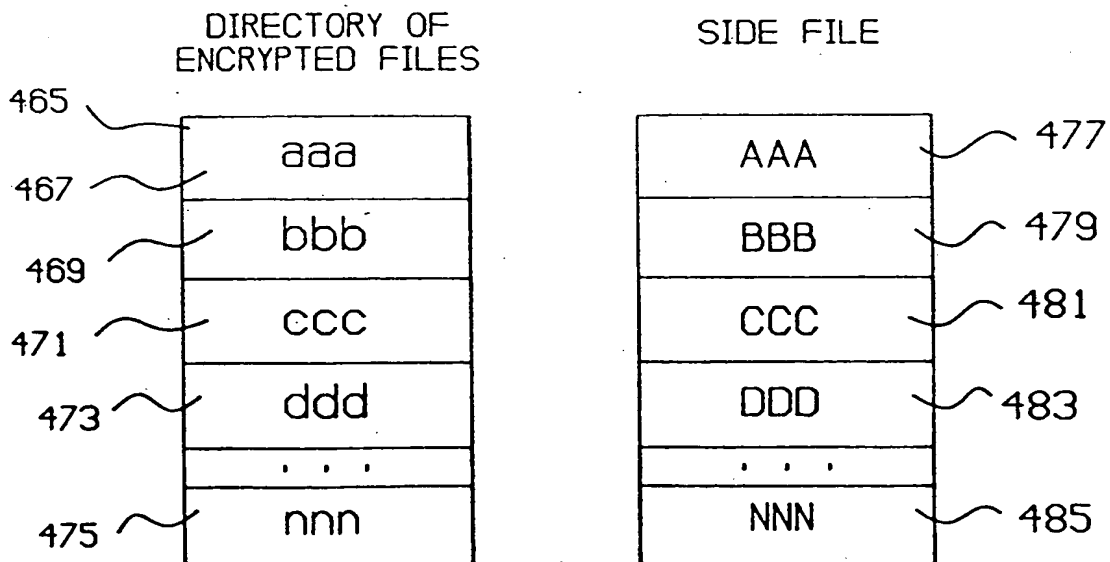 DIRECTORY OF
ENCRYPTED FILES
SIDE FILE
465
467
aaa
AAA
477
469
bbb
BBB
479
471
ccc
CCC
481
473
ddd
DDD
483
. . .
. . .
475
nnn
NNN
485